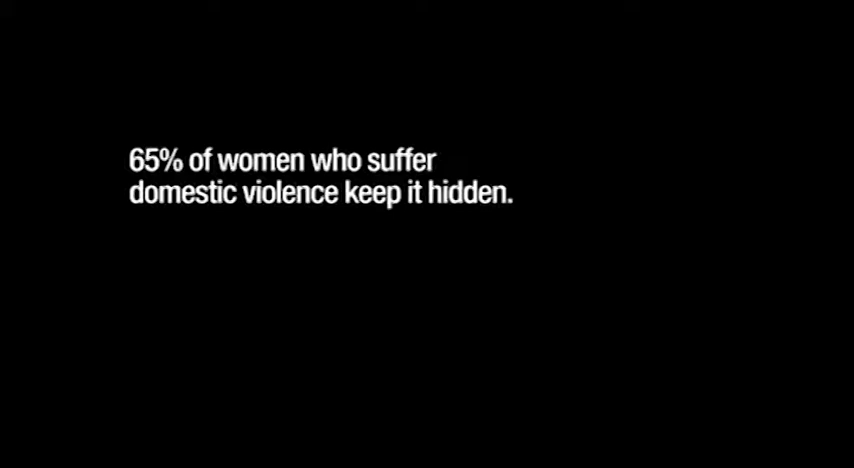 65% of women who suffer
domestic violence keep it hidden.